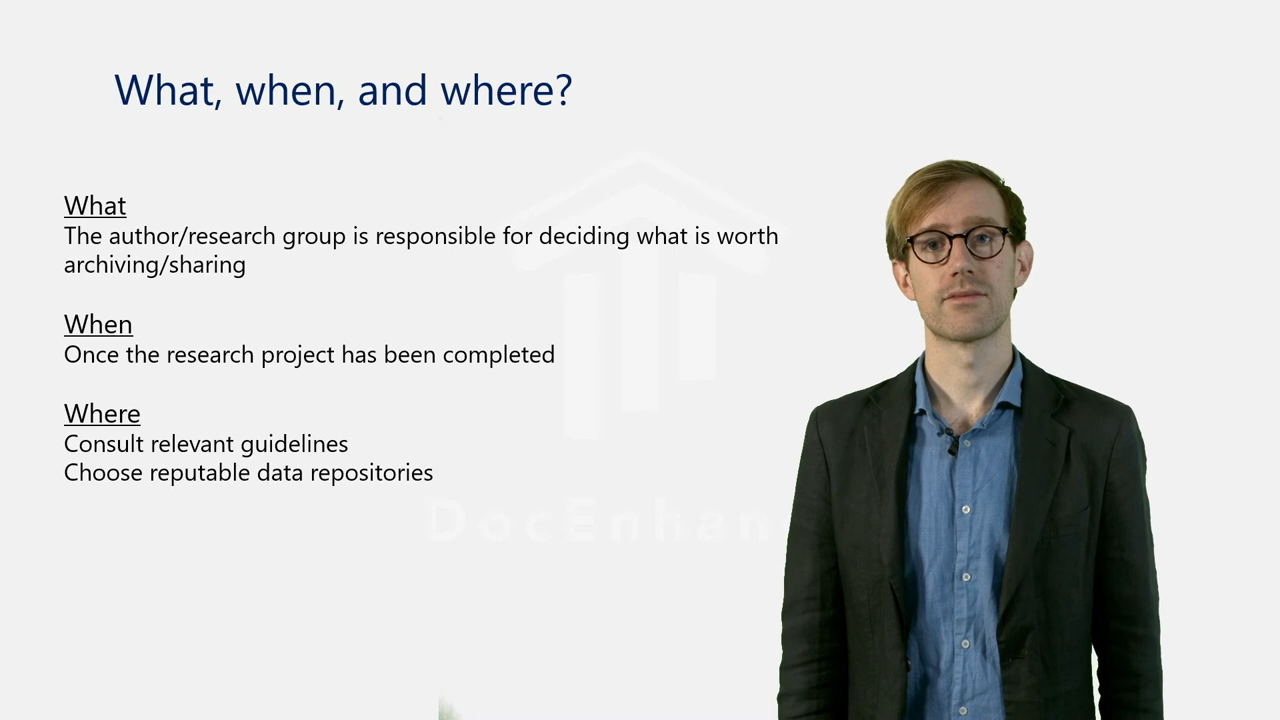 What, when, and where?
What
The author/research group is responsible for deciding what is worth
archiving/sharing
When
Once the research project has been completed
Where
Consult relevant guidelines
Choose reputable data repositories
DocEnhan